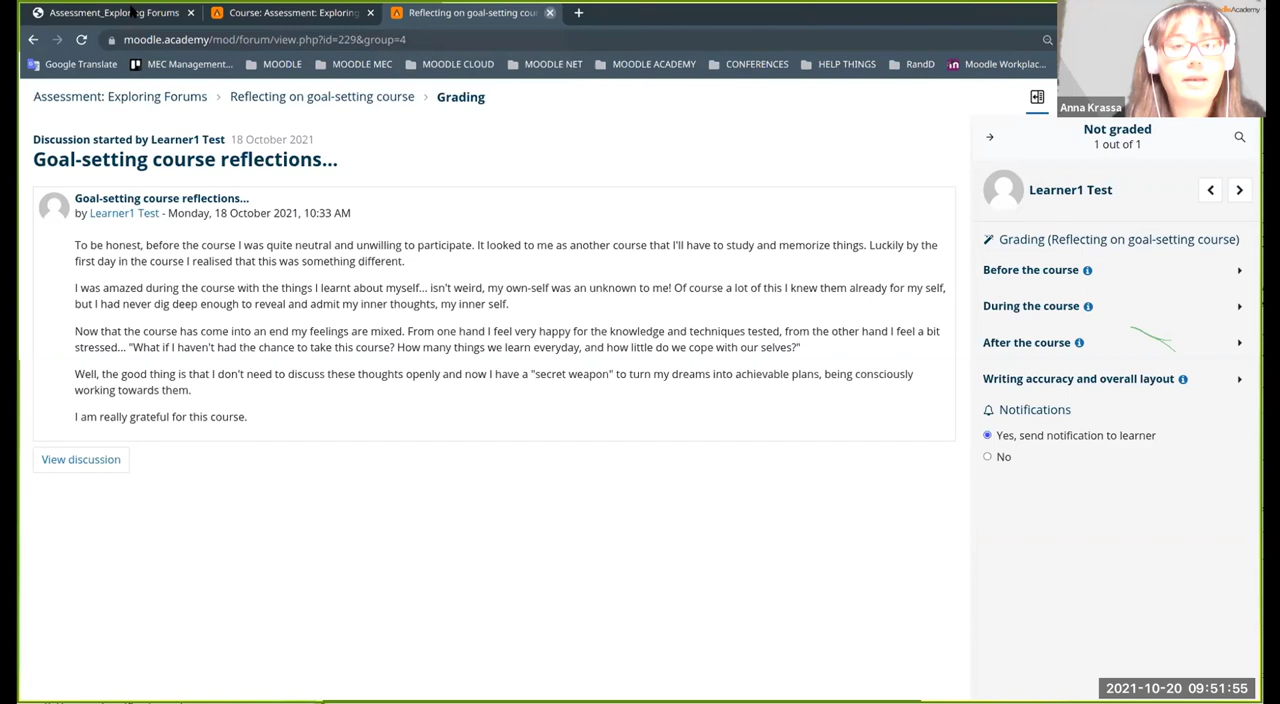 Assessment_Exploring Forums
Course: Assessment: Exploring
Reflecting on goal-setting cou
moodle.academy/mod/forum/view.php?id=229&group=4
Google Translate MEC Management... MOODLE MOODLE MEC MOODLE CLOUD MOODLE NET MOODLE ACADEMY CONFERENCES HELP THINGS RandD Moodle Workplac...
Anna Krassa
Assessment: Exploring Forums > Reflecting on goal-setting course > Grading
Discussion started by Learner1 Test 18 October 2021
Goal-setting course reflections...
Goal-setting course reflections...
by Learner1 Test - Monday, 18 October 2021, 10:33 AM
To be honest, before the course I was quite neutral and unwilling to participate. It looked to me as another course that I'll have to study and memorize things. Luckily by the
first day in the course I realised that this was something different.
I was amazed during the course with the things I learnt about myself... isn't weird, my own-self was an unknown to me! Of course a lot of this I knew them already for my self,
but I had never dig deep enough to reveal and admit my inner thoughts, my inner self.
Now that the course has come into an end my feelings are mixed. From one hand I feel very happy for the knowledge and techniques tested, from the other hand I feel a bit
stressed... "What if I haven't had the chance to take this course? How many things we learn everyday, and how little do we cope with our selves?"
Well, the good thing is that I don't need to discuss these thoughts openly and now I have a "secret weapon" to turn my dreams into achievable plans, being consciously
working towards them.
I am really grateful for this course.
View discussion
Not graded
1 out of 1
Learner1 Test
Grading (Reflecting on goal-setting course)
Before the course
During the course
After the course
Writing accuracy and overall layout
Notifications
Yes, send notification to learner
No
2021-10-20 09:51:55